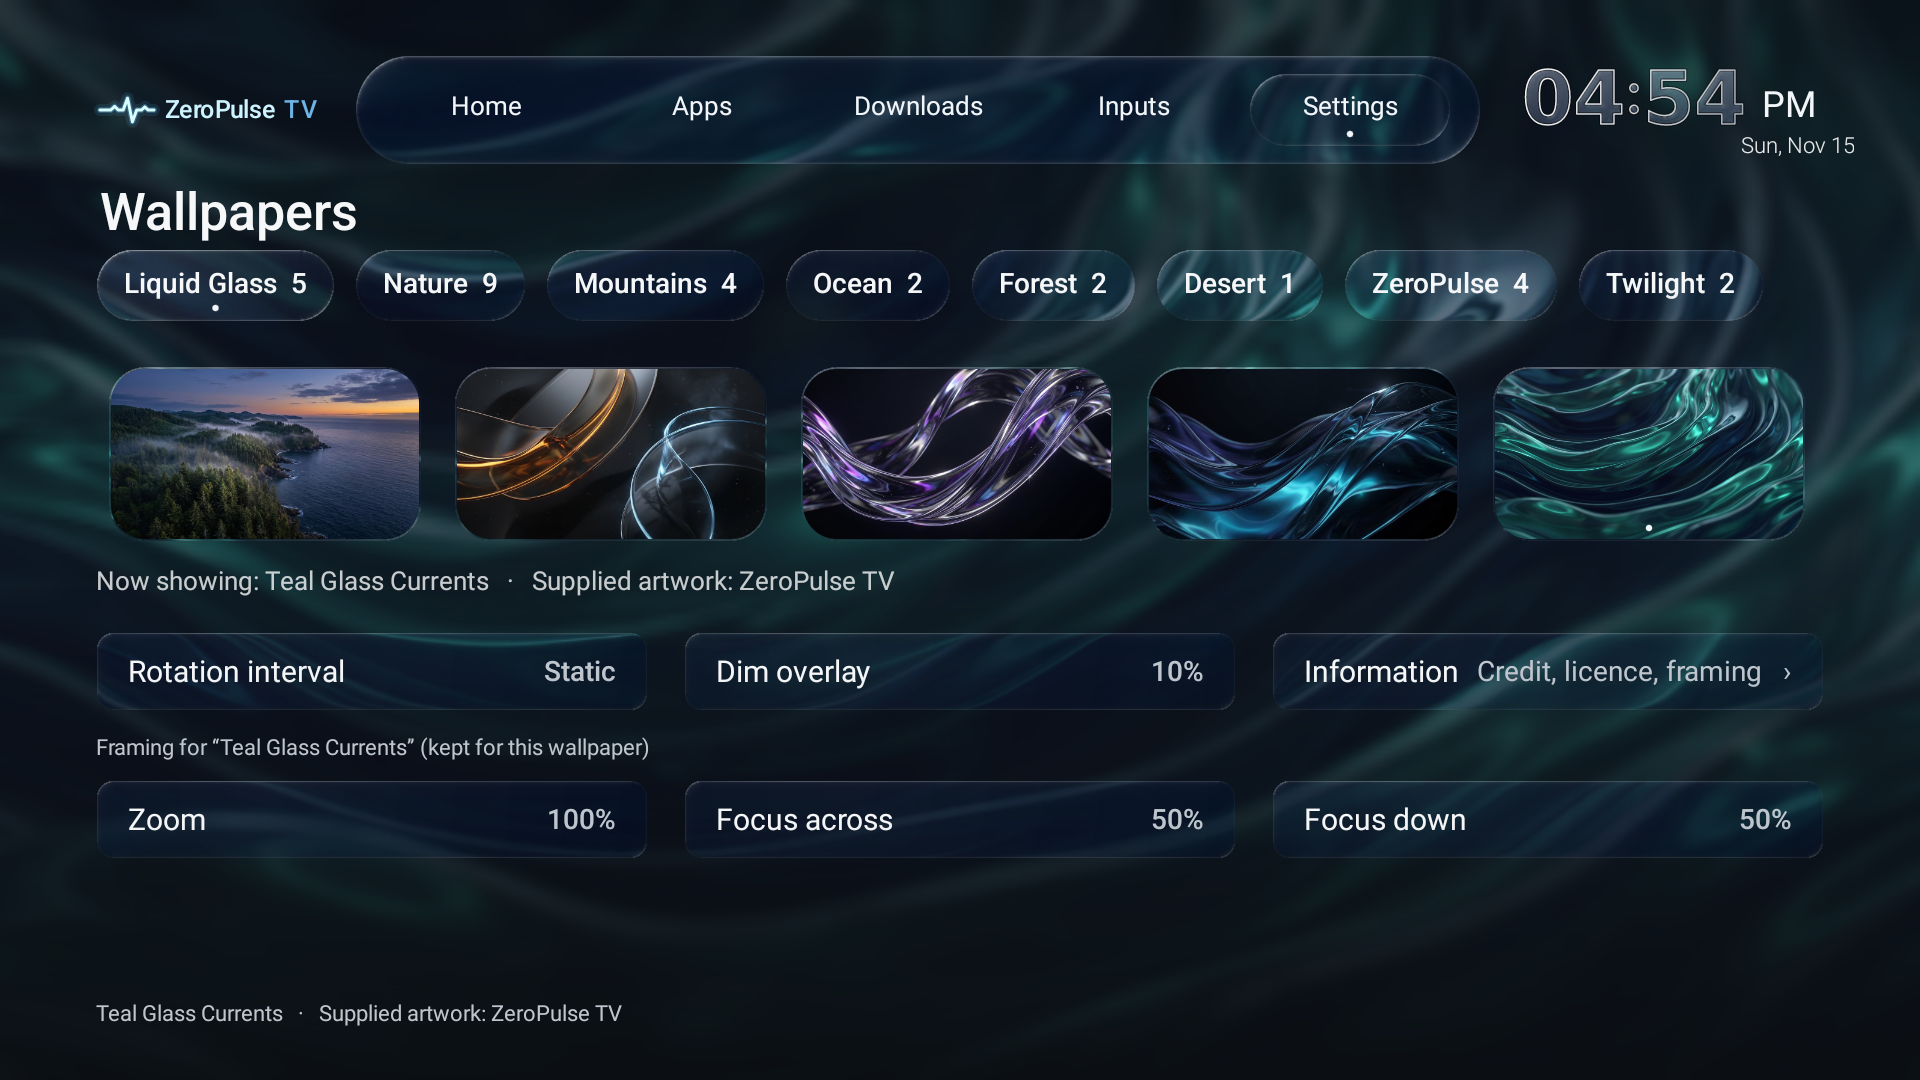 ZeroPulse TV
Home
Apps
Downloads
Inputs
Settings
04:54 PM
Sun, Nov 15
Wallpapers
Liquid Glass 5
Nature 9
Mountains 4
Ocean 2
Forest 2
Desert 1
ZeroPulse 4
Twilight 2
Now showing: Teal Glass Currents · Supplied artwork: ZeroPulse TV
Rotation interval Static
Dim overlay 10%
Information Credit, licence, framing ›
Framing for “Teal Glass Currents” (kept for this wallpaper)
Zoom 100%
Focus across 50%
Focus down 50%
Teal Glass Currents · Supplied artwork: ZeroPulse TV